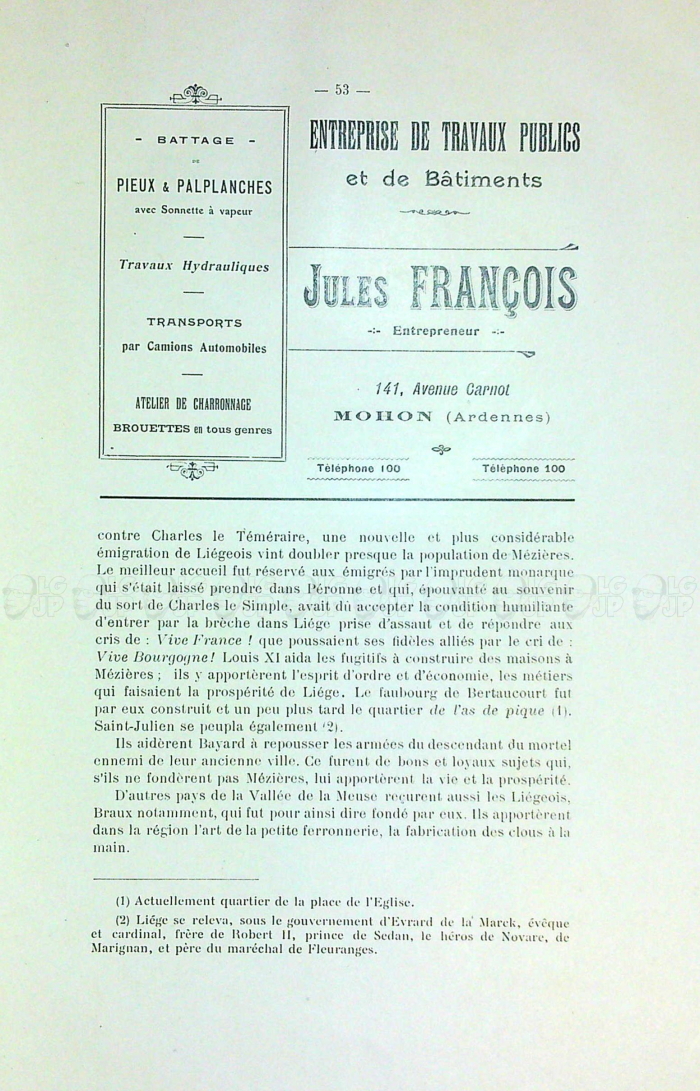 — 53 —
- BATTAGE -
DE
PIEUX & PALPLANCHES
avec Sonnette à vapeur
Travaux Hydrauliques
TRANSPORTS
par Camions Automobiles
ATELIER DE CHARRONNAGE
BROUETTES en tous genres
ENTREPRISE DE TRAVAUX PUBLICS
et de Bâtiments
JULES FRANÇOIS
-:- Entrepreneur -:-
141, Avenue Carnot
MOHON (Ardennes)
Téléphone 100
Téléphone 100
contre Charles le Téméraire, une nouvelle et plus considérable
émigration de Liégeois vint doubler presque la population de Mézières.
Le meilleur accueil fut réservé aux émigrés par l'imprudent monarque
qui s'était laissé prendre dans Péronne et qui, épouvanté au souvenir
du sort de Charles le Simple, avait dû accepter la condition humiliante
d'entrer par la brèche dans Liége prise d'assaut et de répondre aux
cris de : Vive France ! que poussaient ses fidèles alliés par le cri de :
Vive Bourgogne! Louis XI aida les fugitifs à construire des maisons à
Mézières ; ils y apportèrent l'esprit d'ordre et d'économie, les métiers
qui faisaient la prospérité de Liége. Le faubourg de Bertaucourt fut
par eux construit et un peu plus tard le quartier de l'as de pique (1).
Saint-Julien se peupla également (2).
Ils aidèrent Bayard à repousser les armées du descendant du mortel
ennemi de leur ancienne ville. Ce furent de bons et loyaux sujets qui,
s'ils ne fondèrent pas Mézières, lui apportèrent la vie et la prospérité.
D'autres pays de la Vallée de la Meuse reçurent aussi les Liégeois,
Braux notamment, qui fut pour ainsi dire fondé par eux. Ils apportèrent
dans la région l'art de la petite ferronnerie, la fabrication des clous à la
main.
(1) Actuellement quartier de la place de l'Eglise.
(2) Liége se releva, sous le gouvernement d'Evrard de la Marck, évêque
et cardinal, frère de Robert II, prince de Sedan, le héros de Novare, de
Marignan, et père du maréchal de Fleuranges.